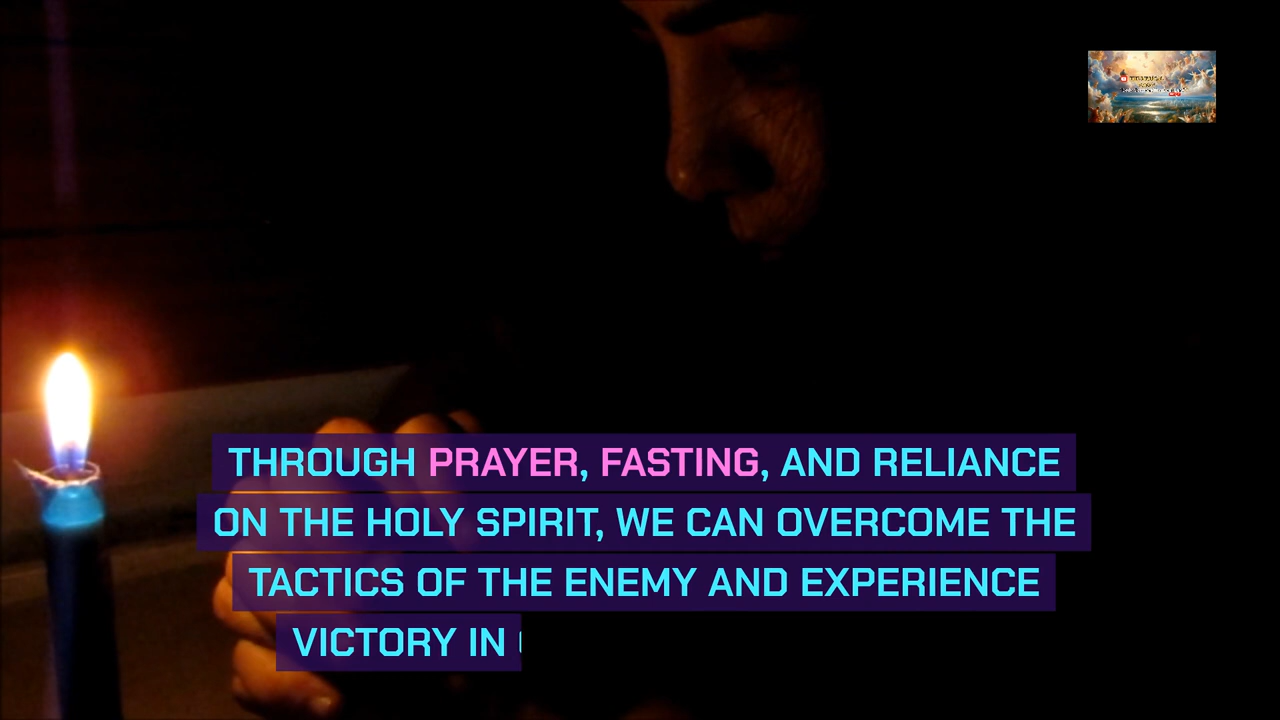 THROUGH PRAYER, FASTING, AND RELIANCE
ON THE HOLY SPIRIT, WE CAN OVERCOME THE
TACTICS OF THE ENEMY AND EXPERIENCE
VICTORY IN